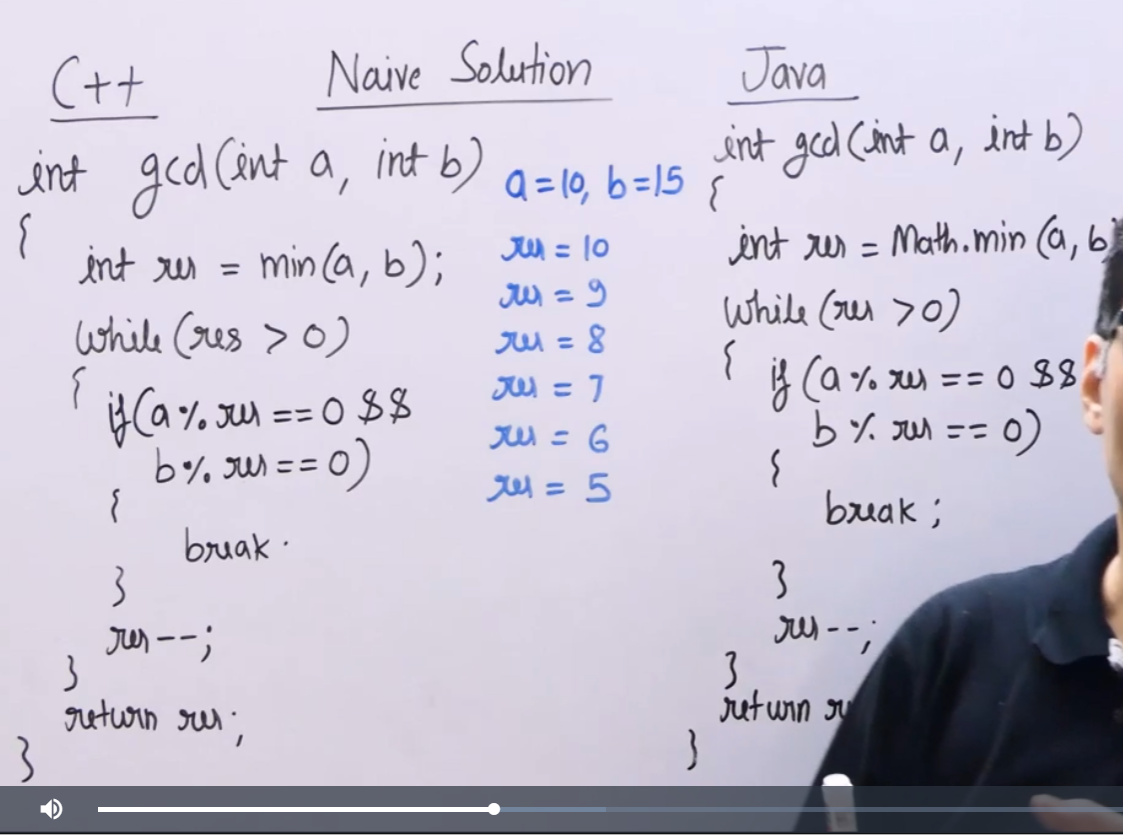 C++
int gcd(int a, int b)
{
int res = min(a, b);
while(res > 0)
{
if(a % res == 0 $$
b % res == 0)
{
break.
}
res--;
}
return res;
}
Naive Solution
a = 10, b = 15
res = 10
res = 9
res = 8
res = 7
res = 6
res = 5
Java
int gcd(int a, int b)
{
int res = Math.min(a, b
while(res > 0)
{
if (a % res == 0 $$
b % res == 0)
{
break;
}
res--;
}
return
}